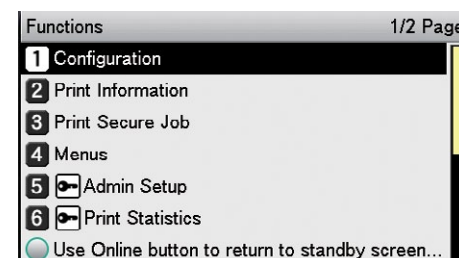 Functions 1/2 Page
1 Configuration
2 Print Information
3 Print Secure Job
4 Menus
5 Admin Setup
6 Print Statistics
Use Online button to return to standby screen...